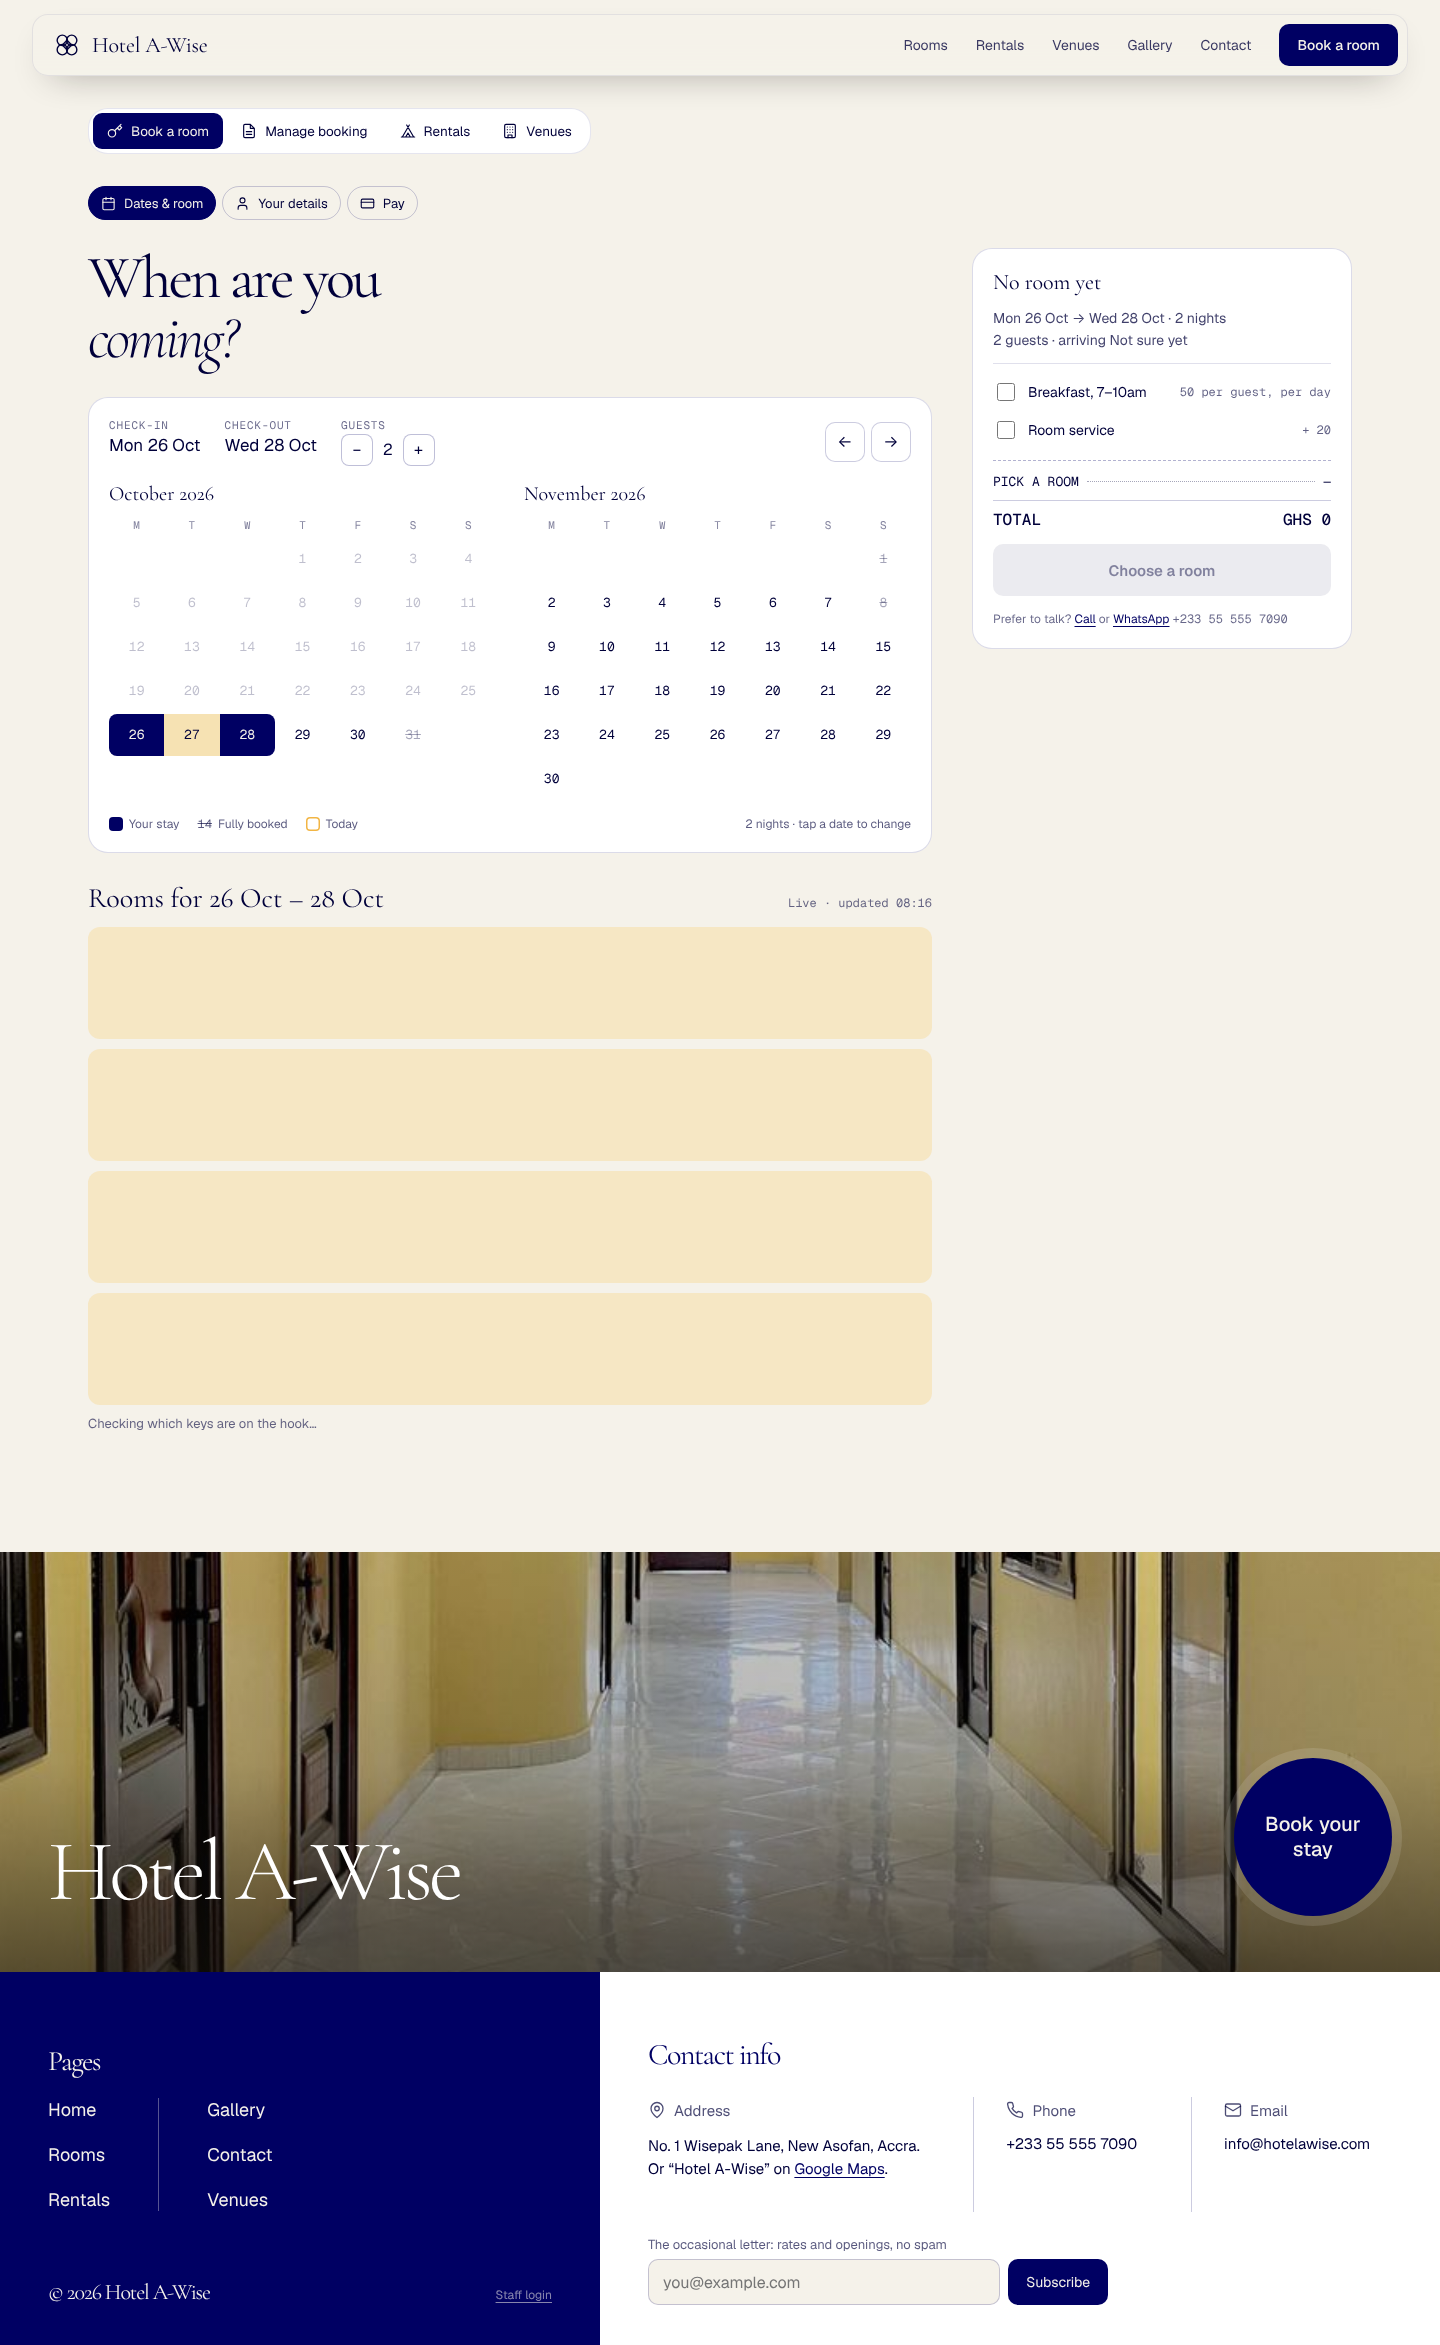 Hotel A-Wise
Rooms Rentals Venues Gallery Contact Book a room
Book a room Manage booking Rentals Venues
Dates & room Your details Pay
When are you
coming?
CHECK-IN CHECK-OUT GUESTS
Mon 26 Oct Wed 28 Oct − 2 +
← →
October 2026
M T W T F S S
1 2 3 4
5 6 7 8 9 10 11
12 13 14 15 16 17 18
19 20 21 22 23 24 25
26 27 28 29 30 31
November 2026
M T W T F S S
1
2 3 4 5 6 7 8
9 10 11 12 13 14 15
16 17 18 19 20 21 22
23 24 25 26 27 28 29
30
Your stay 14 Fully booked Today
2 nights · tap a date to change
No room yet
Mon 26 Oct → Wed 28 Oct · 2 nights
2 guests · arriving Not sure yet
Breakfast, 7–10am 50 per guest, per day
Room service + 20
PICK A ROOM —
TOTAL GHS 0
Choose a room
Prefer to talk? Call or WhatsApp +233 55 555 7090
Rooms for 26 Oct – 28 Oct
Live · updated 08:16
Checking which keys are on the hook…
Hotel A-Wise
Book your
stay
Pages
Home
Rooms
Rentals
Gallery
Contact
Venues
© 2026 Hotel A-Wise
Staff login
Contact info
Address
No. 1 Wisepak Lane, New Asofan, Accra.
Or “Hotel A-Wise” on Google Maps.
Phone
+233 55 555 7090
Email
info@hotelawise.com
The occasional letter: rates and openings, no spam
you@example.com
Subscribe